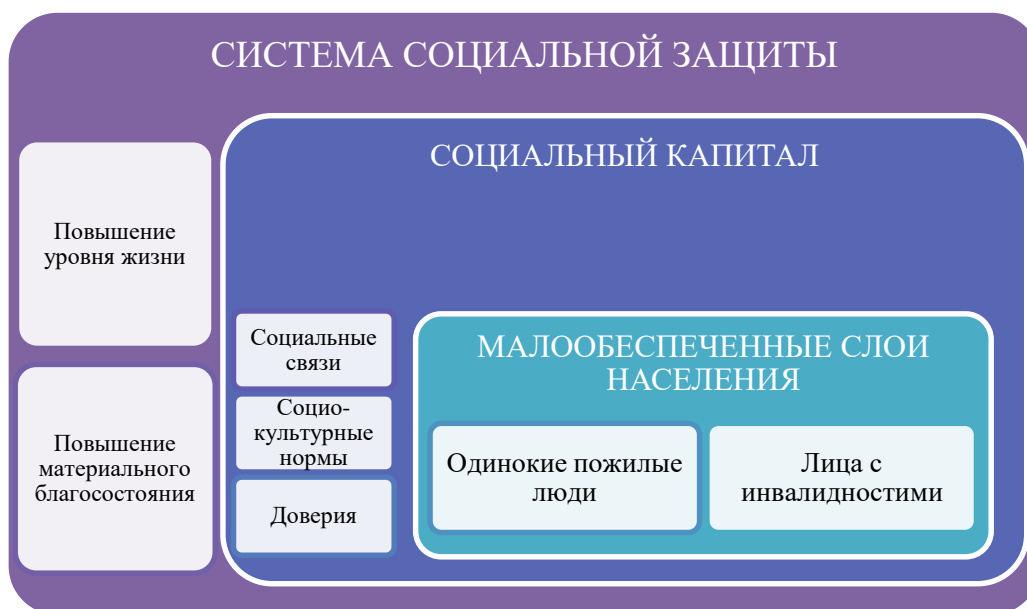 СИСТЕМА СОЦИАЛЬНОЙ ЗАЩИТЫ
СОЦИАЛЬНЫЙ КАПИТАЛ
Повышение
уровня жизни
Повышение
материального
благосостояния
Социальные
связи
Социо-
культурные
нормы
Доверия
МАЛООБЕСПЕЧЕННЫЕ СЛОИ
НАСЕЛЕНИЯ
Одинокие пожилые
люди
Лица с
инвалидностими